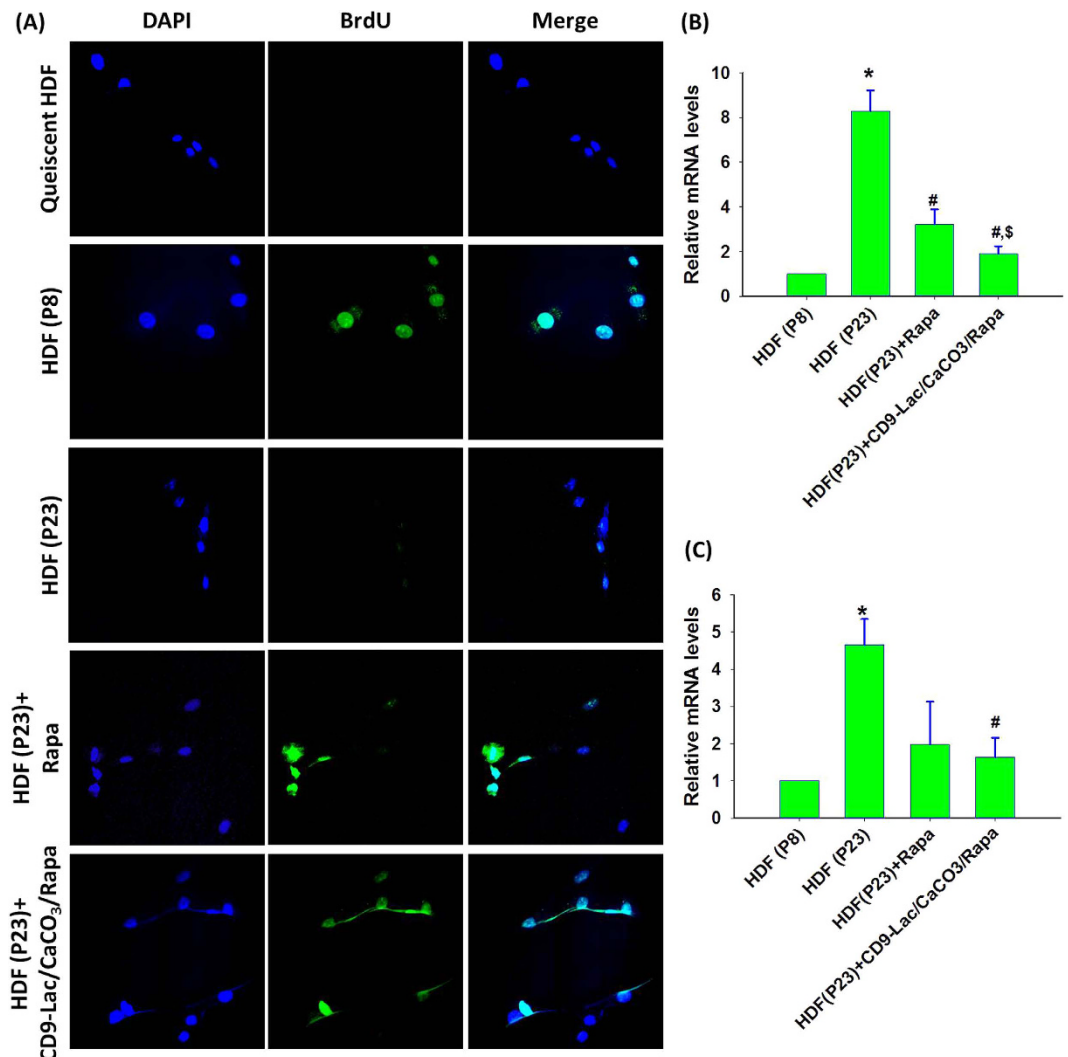 (A)
DAPI
BrdU
Merge
Queiscent HDF
HDF (P8)
HDF (P23)
HDF (P23)+
Rapa
HDF (P23)+
CD9-Lac/CaCO3/Rapa
(B)
Relative mRNA levels
10
8
6
4
2
0
*
#
#,$
HDF (P8)
HDF (P23)
HDF(P23)+Rapa
HDF(P23)+CD9-Lac/CaCO3/Rapa
(C)
Relative mRNA levels
6
5
4
3
2
1
0
*
#
HDF (P8)
HDF (P23)
HDF(P23)+Rapa
HDF(P23)+CD9-Lac/CaCO3/Rapa